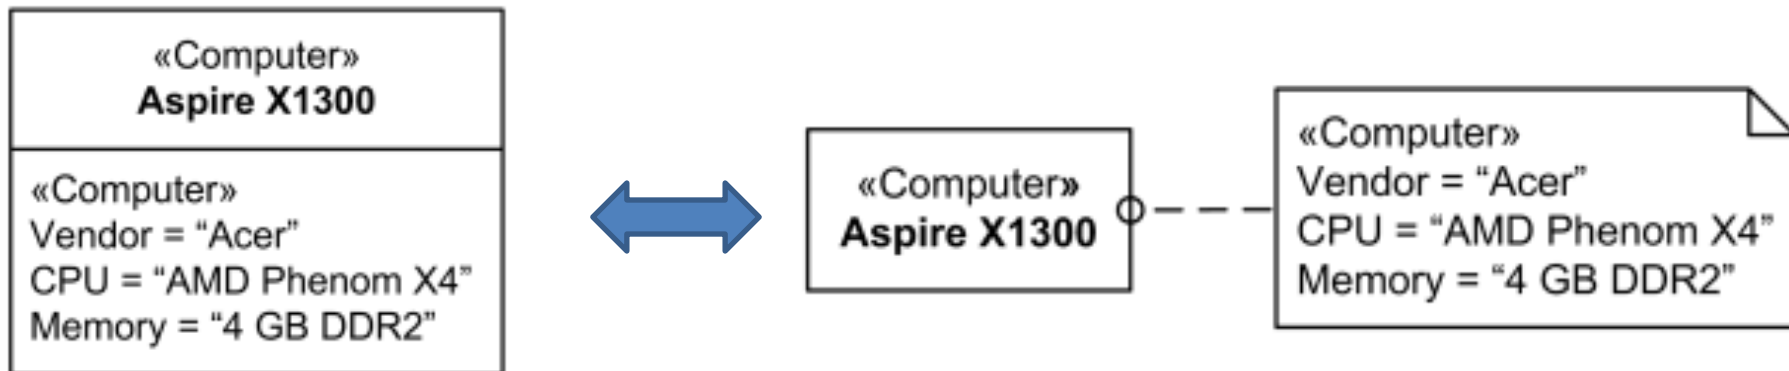 «Computer»
Aspire X1300
«Computer»
Vendor = “Acer”
CPU = “AMD Phenom X4”
Memory = “4 GB DDR2”
«Computer»
Aspire X1300
«Computer»
Vendor = “Acer”
CPU = “AMD Phenom X4”
Memory = “4 GB DDR2”